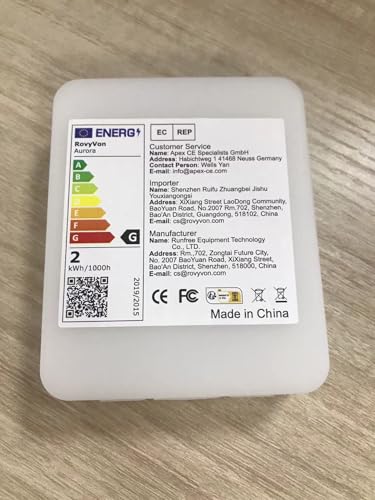 ENERG
RovyVon
Aurora
A
B
C
D
E
F
G
G
2
kWh/1000h
2019/2015
EC REP
Customer Service
Name: Apex CE Specialists GmbH
Address: Habichtweg 1 41468 Neuss Germany
Contact Person: Wells Yan
E-mail: info@apex-ce.com
Importer
Name: Shenzhen Ruifu Zhuangbei Jishu
Youxiangongsi
Address: XiXiang Street LaoDong Community,
BaoYuan Road, No.2007 Rm.702, Shenzhen,
Bao'An District, Guangdong, 518102, China
E-mail: cs@rovyvon.com
Manufacturer
Name: Runfree Equipment Technology
Co., LTD.
Address: Rm.,702, Zongtai Future City,
No. 2007 BaoYuan Road, XiXiang Street,
Bao'An District, Shenzhen, 518000, China
E-mail: cs@rovyvon.com
CE FC
Made in China